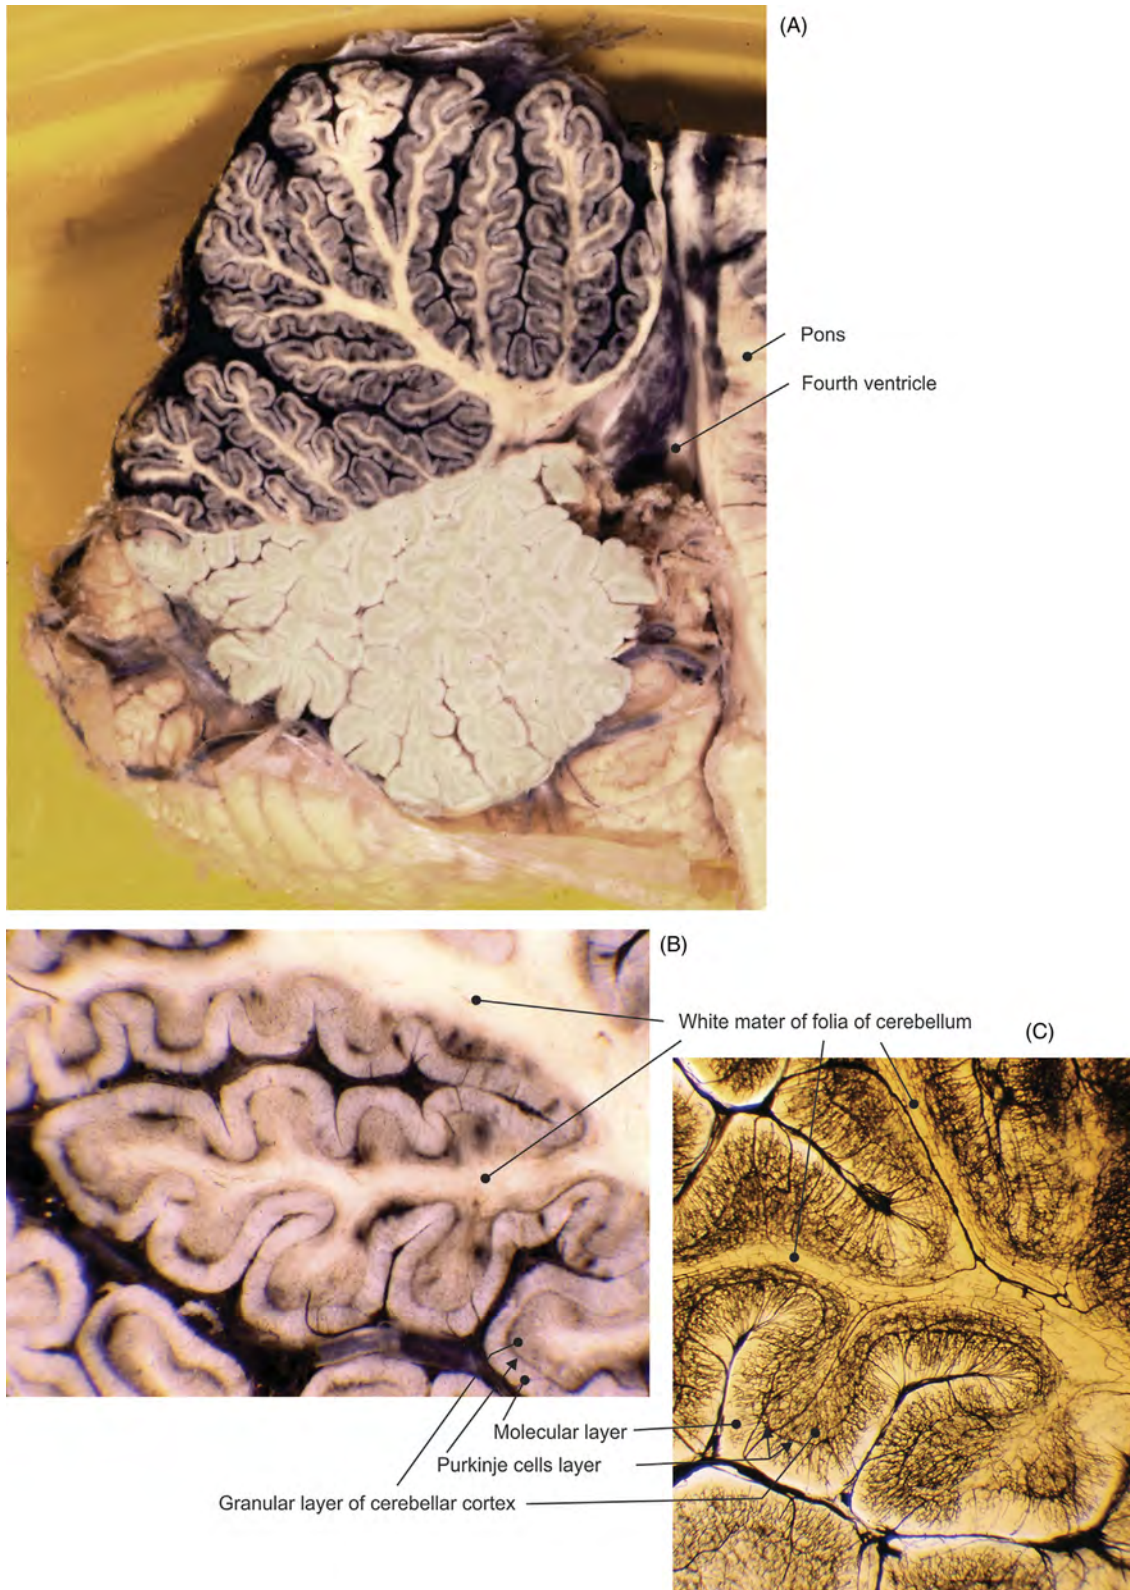 (A)
Pons
Fourth ventricle
(B)
White mater of folia of cerebellum
(C)
Molecular layer
Purkinje cells layer
Granular layer of cerebellar cortex